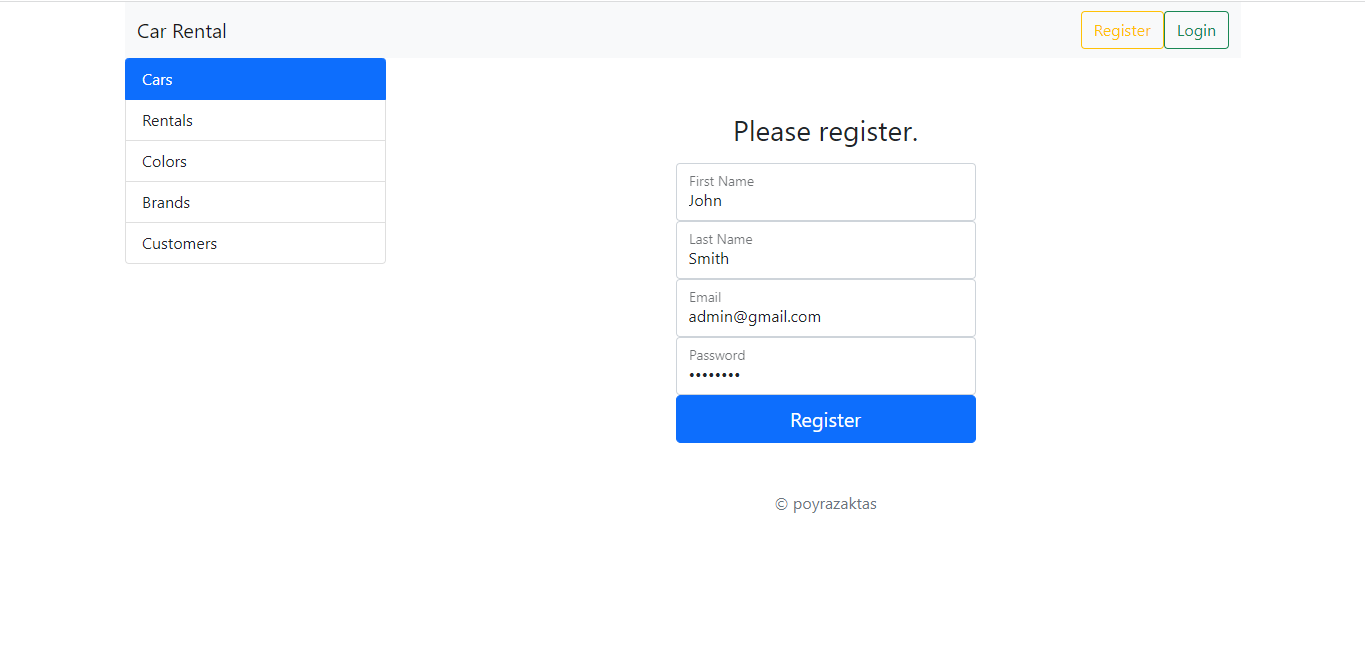 Car Rental
Register
Login
Cars
Rentals
Colors
Brands
Customers
Please register.
First Name
John
Last Name
Smith
Email
admin@gmail.com
Password
••••••••
Register
© poyrazaktas